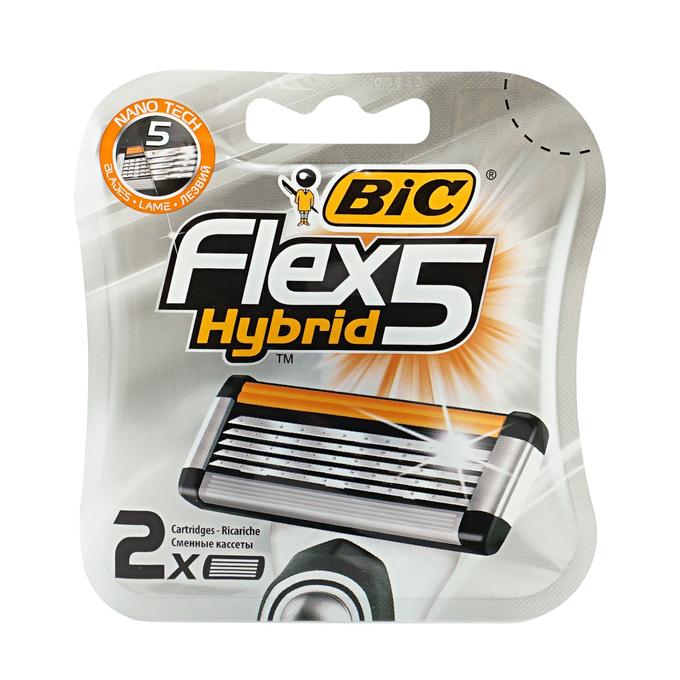 NANO TECH
5
BLADES • LAME • ЛЕЗВИЙ
BiC ®
Flex5
Hybrid
TM
2x
Cartridges - Ricariche
Сменные кассеты